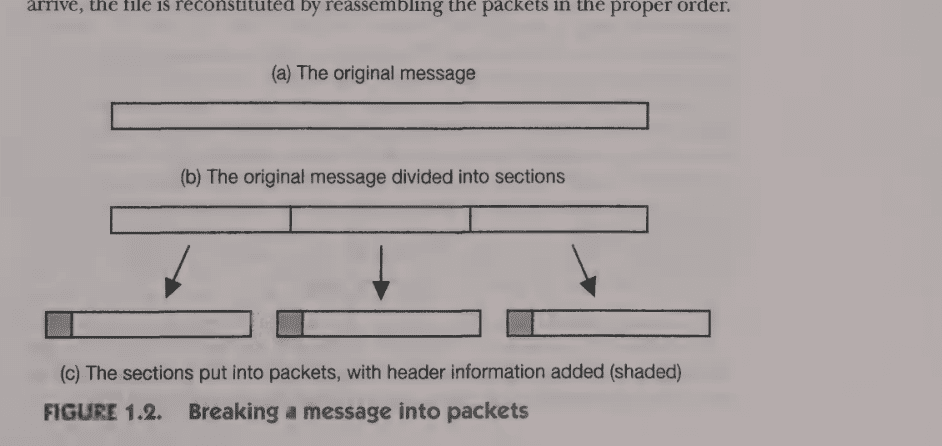 arrive, the file is reconstituted by reassembling the packets in the proper order.
(a) The original message
(b) The original message divided into sections
(c) The sections put into packets, with header information added (shaded)
FIGURE 1.2. Breaking a message into packets